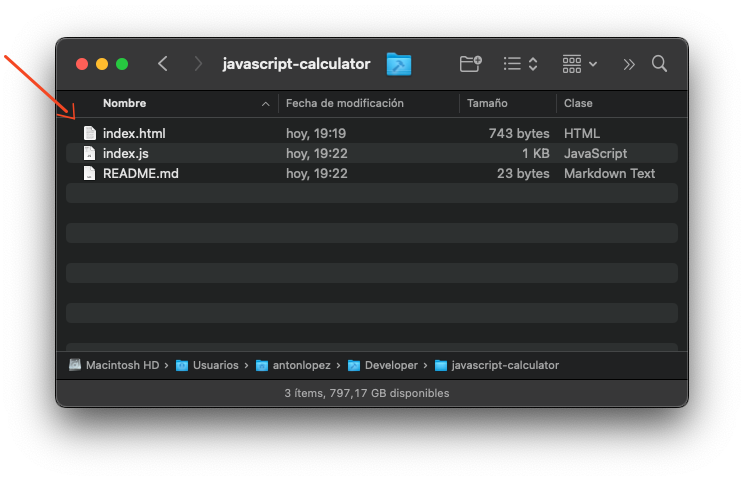 javascript-calculator
Nombre Fecha de modificación Tamaño Clase
index.html hoy, 19:19 743 bytes HTML
index.js hoy, 19:22 1 KB JavaScript
README.md hoy, 19:22 23 bytes Markdown Text
Macintosh HD › Usuarios › antonlopez › Developer › javascript-calculator
3 ítems, 797,17 GB disponibles